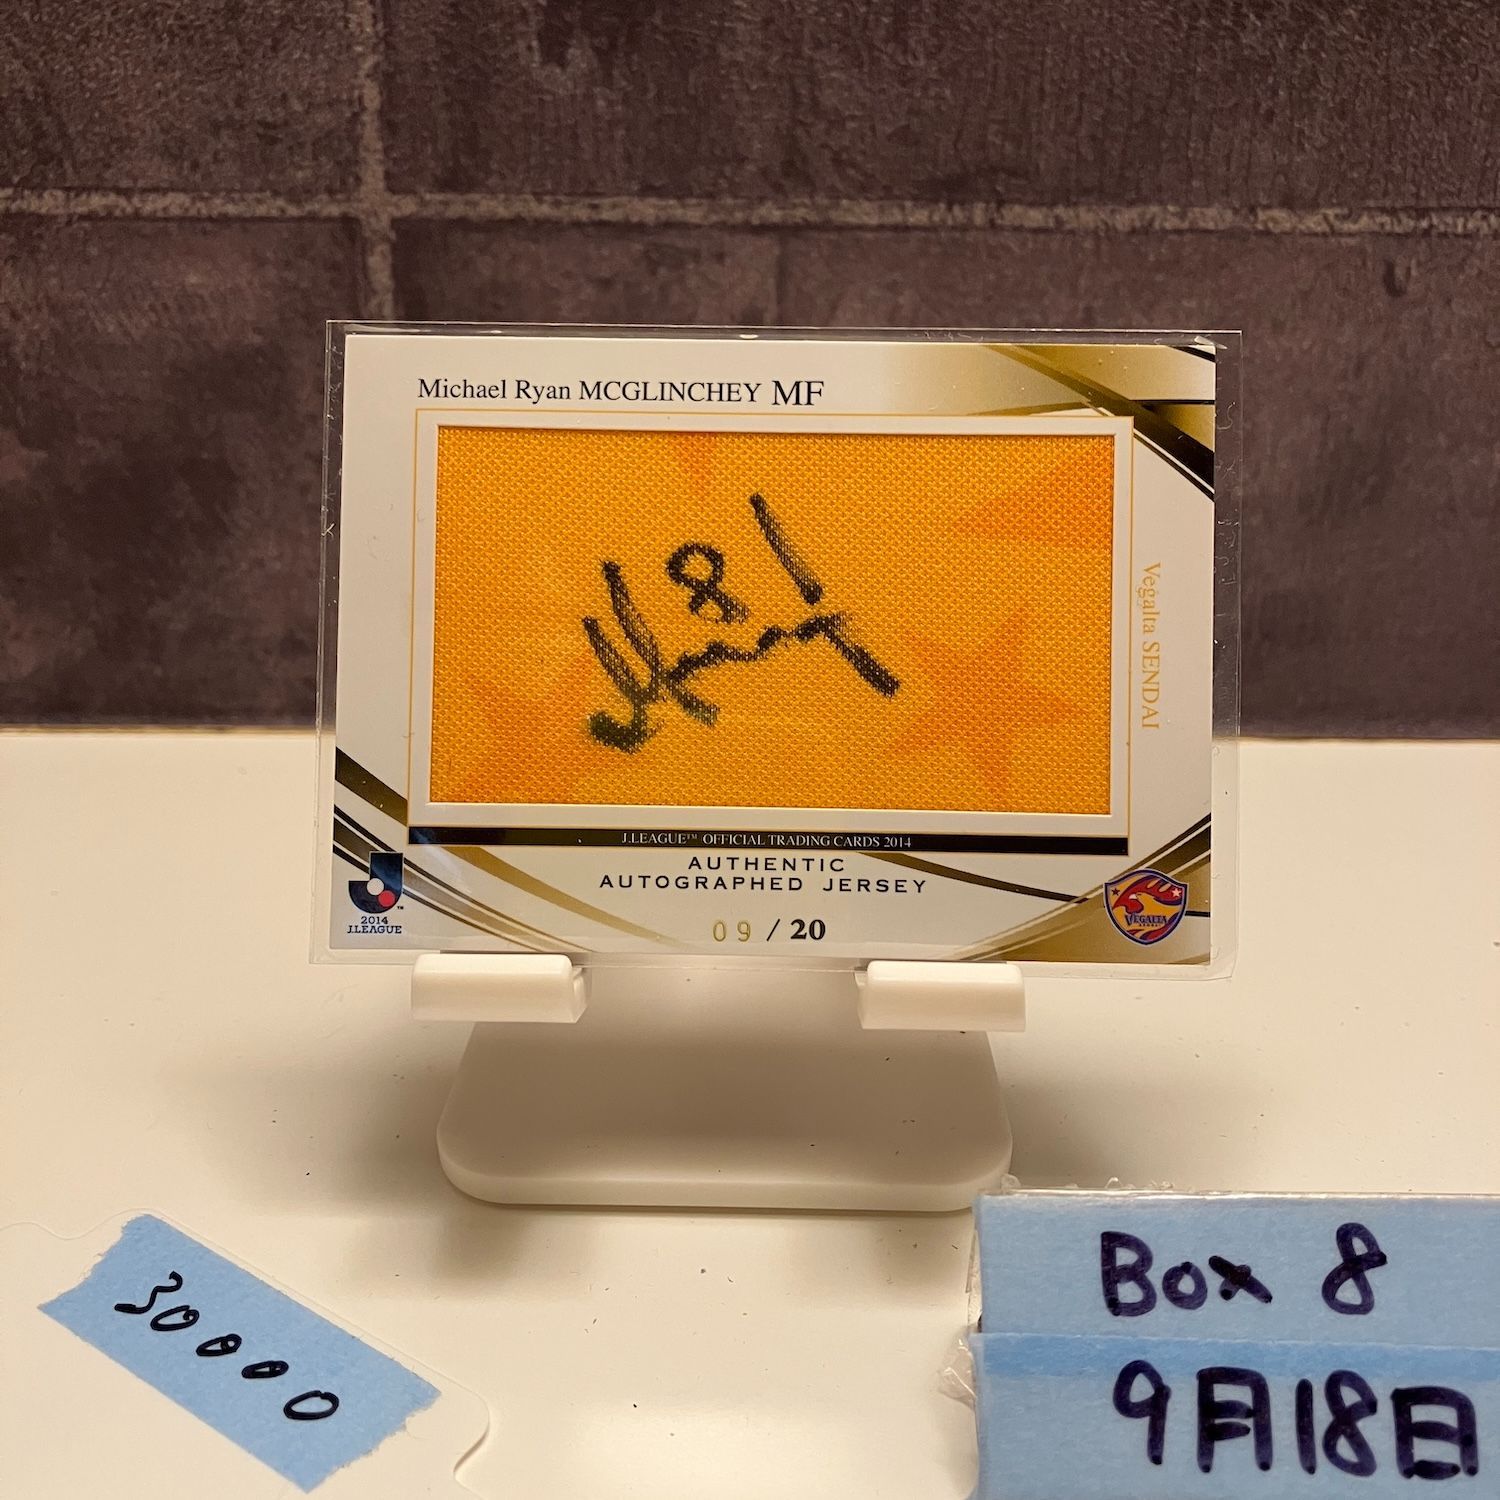 Michael Ryan MCGLINCHEY MF
8
Vegalta SENDAI
J.LEAGUE™ OFFICIAL TRADING CARDS 2014
AUTHENTIC
AUTOGRAPHED JERSEY
09 / 20
2014
J.LEAGUE
VEGALTA
30000
Box 8
9月18日